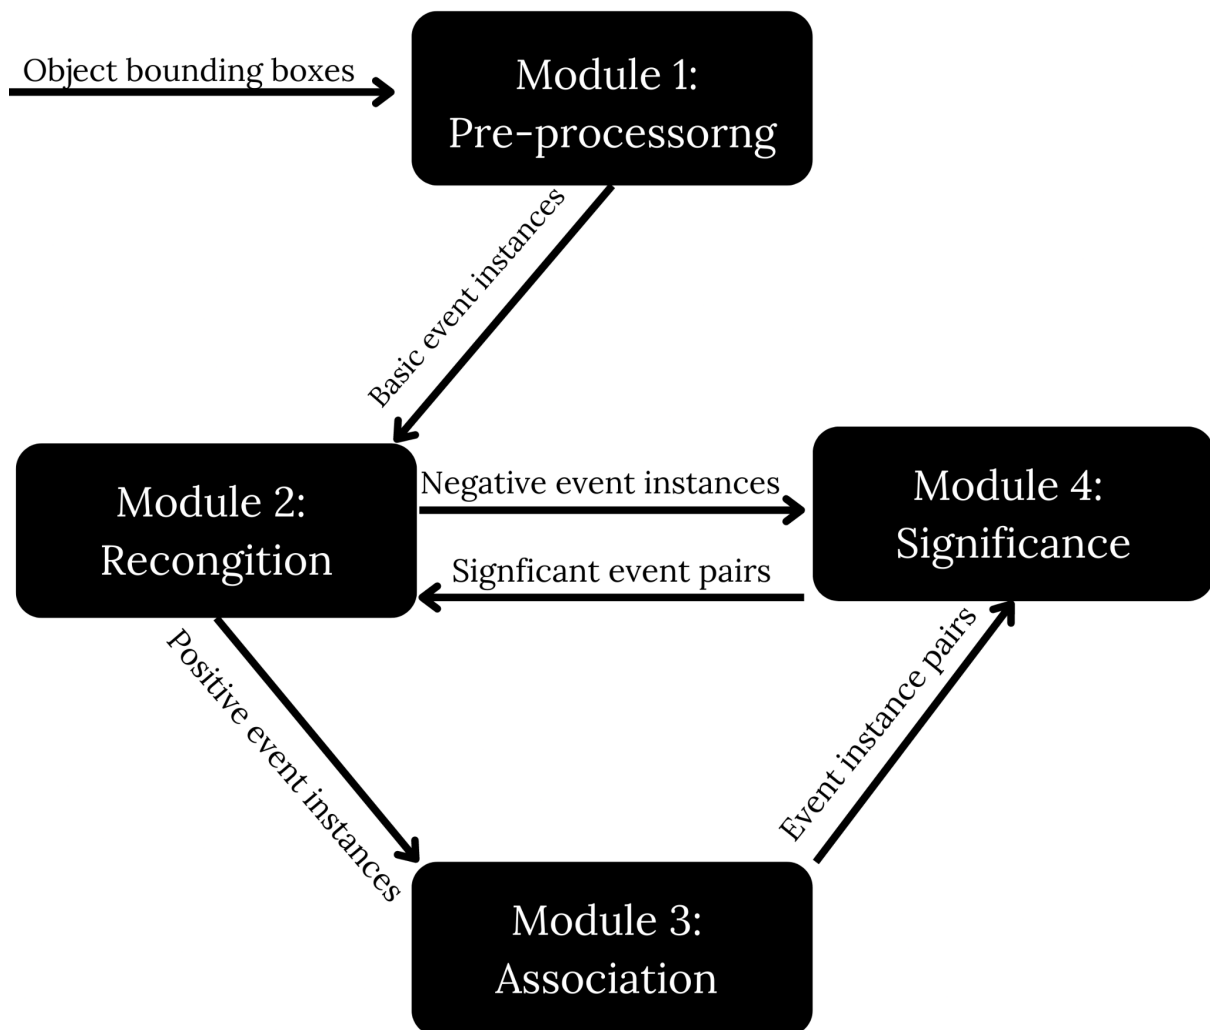 Object bounding boxes
Module 1:
Pre-processorng
Basic event instances
Module 2:
Recongition
Negative event instances
Signficant event pairs
Module 4:
Significance
Positive event instances
Event instance pairs
Module 3:
Association